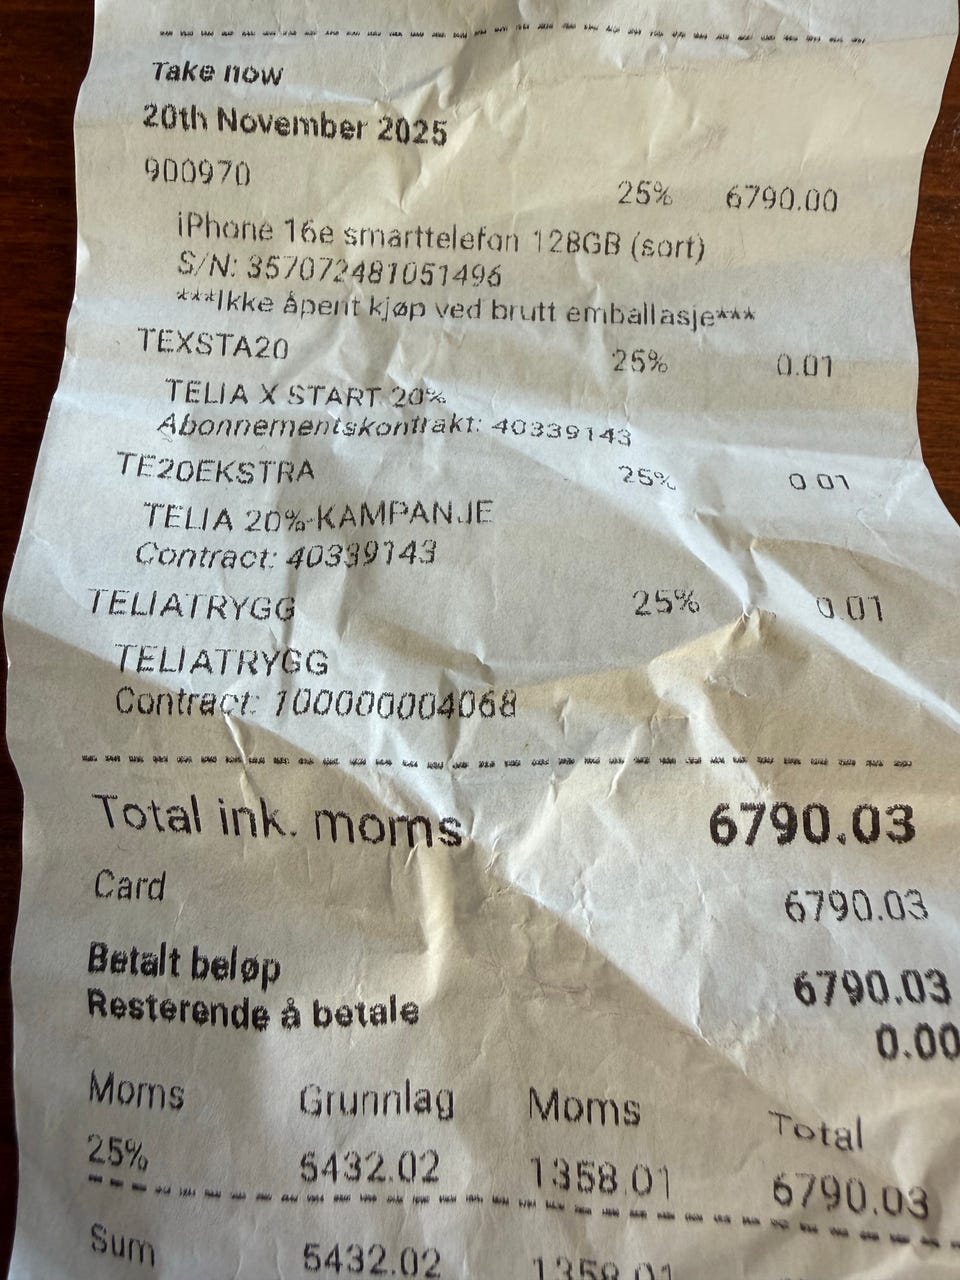 Take now
20th November 2025
900970 25% 6790.00
iPhone 16e smarttelefon 128GB (sort)
S/N: 357072481051496
***Ikke åpent kjøp ved brutt emballasje***
TEXSTA20 25% 0.01
TELIA X START 20%
Abonnementskontrakt: 40339143
TE20EKSTRA 25% 0.01
TELIA 20%-KAMPANJE
Contract: 40339143
TELIATRYGG 25% 0.01
TELIATRYGG
Contract: 100000004068
Total ink. moms 6790.03
Card 6790.03
Betalt beløp 6790.03
Resterende å betale 0.00
Moms Grunnlag Moms Total
25% 5432.02 1358.01 6790.03
Sum 5432.02 1358.01